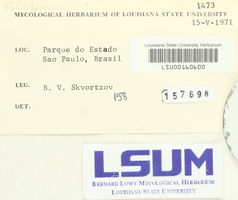 1473
MYCOLOGICAL HERBARIUM OF LOUISIANA STATE UNIVERSITY
15-V-1971
LOC. Parque do Estado
Sao Paulo, Brasil
Louisiana State University Herbarium
LSU00160600
LEG. B. V. Skvortzov
158
157698
DET.
LSUM
BERNARD LOWY MYCOLOGICAL HERBARIUM
LOUISIANA STATE UNIVERSITY